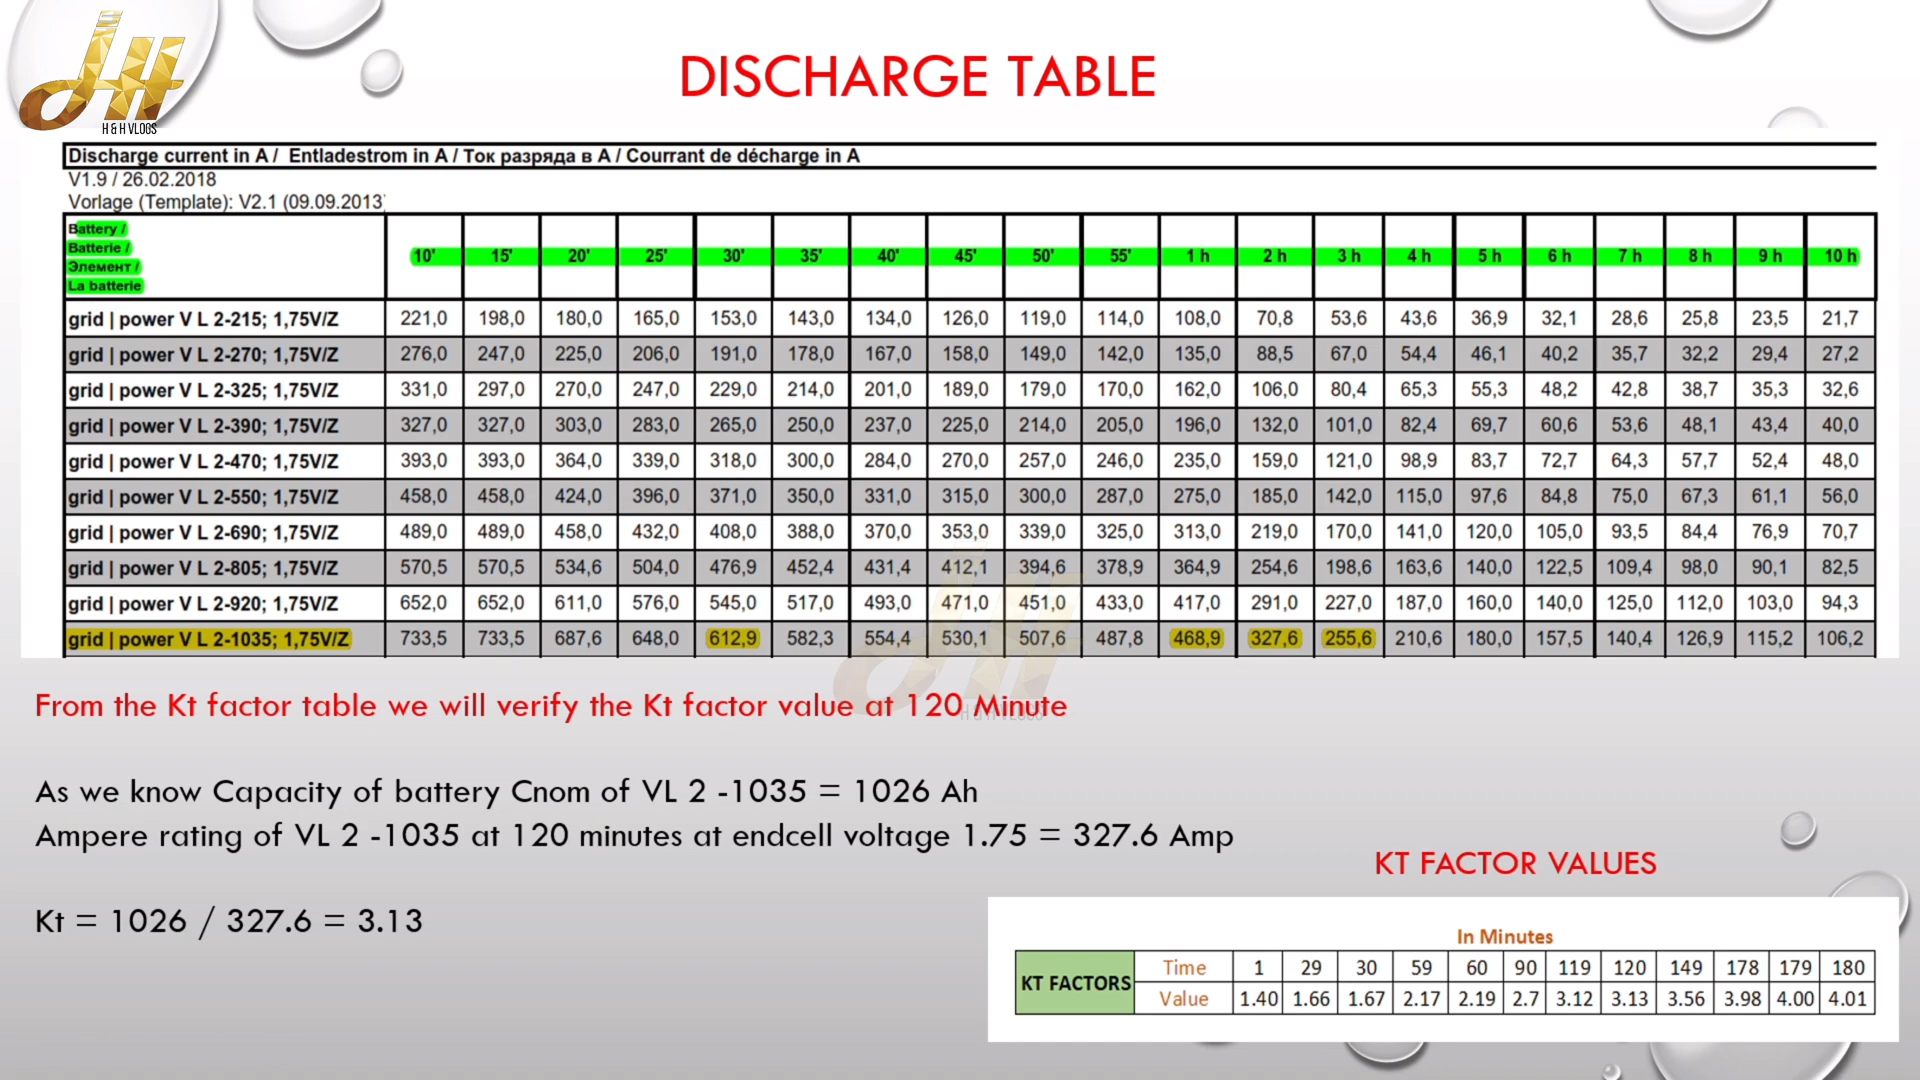 H & H VLOGS
DISCHARGE TABLE
Discharge current in A / Entladestrom in A / Ток разряда в А / Courrant de décharge in A
V1.9 / 26.02.2018
Vorlage (Template): V2.1 (09.09.2013)
Battery /
Batterie /
Элемент /
La batterie
10' 15' 20' 25' 30' 35' 40' 45' 50' 55' 1 h 2 h 3 h 4 h 5 h 6 h 7 h 8 h 9 h 10 h
grid | power V L 2-215; 1,75V/Z 221,0 198,0 180,0 165,0 153,0 143,0 134,0 126,0 119,0 114,0 108,0 70,8 53,6 43,6 36,9 32,1 28,6 25,8 23,5 21,7
grid | power V L 2-270; 1,75V/Z 276,0 247,0 225,0 206,0 191,0 178,0 167,0 158,0 149,0 142,0 135,0 88,5 67,0 54,4 46,1 40,2 35,7 32,2 29,4 27,2
grid | power V L 2-325; 1,75V/Z 331,0 297,0 270,0 247,0 229,0 214,0 201,0 189,0 179,0 170,0 162,0 106,0 80,4 65,3 55,3 48,2 42,8 38,7 35,3 32,6
grid | power V L 2-390; 1,75V/Z 327,0 327,0 303,0 283,0 265,0 250,0 237,0 225,0 214,0 205,0 196,0 132,0 101,0 82,4 69,7 60,6 53,6 48,1 43,4 40,0
grid | power V L 2-470; 1,75V/Z 393,0 393,0 364,0 339,0 318,0 300,0 284,0 270,0 257,0 246,0 235,0 159,0 121,0 98,9 83,7 72,7 64,3 57,7 52,4 48,0
grid | power V L 2-550; 1,75V/Z 458,0 458,0 424,0 396,0 371,0 350,0 331,0 315,0 300,0 287,0 275,0 185,0 142,0 115,0 97,6 84,8 75,0 67,3 61,1 56,0
grid | power V L 2-690; 1,75V/Z 489,0 489,0 458,0 432,0 408,0 388,0 370,0 353,0 339,0 325,0 313,0 219,0 170,0 141,0 120,0 105,0 93,5 84,4 76,9 70,7
grid | power V L 2-805; 1,75V/Z 570,5 570,5 534,6 504,0 476,9 452,4 431,4 412,1 394,6 378,9 364,9 254,6 198,6 163,6 140,0 122,5 109,4 98,0 90,1 82,5
grid | power V L 2-920; 1,75V/Z 652,0 652,0 611,0 576,0 545,0 517,0 493,0 471,0 451,0 433,0 417,0 291,0 227,0 187,0 160,0 140,0 125,0 112,0 103,0 94,3
grid | power V L 2-1035; 1,75V/Z 733,5 733,5 687,6 648,0 612,9 582,3 554,4 530,1 507,6 487,8 468,9 327,6 255,6 210,6 180,0 157,5 140,4 126,9 115,2 106,2
From the Kt factor table we will verify the Kt factor value at 120 Minute
H & H VLOGS
As we know Capacity of battery Cnom of VL 2 -1035 = 1026 Ah
Ampere rating of VL 2 -1035 at 120 minutes at endcell voltage 1.75 = 327.6 Amp
Kt = 1026 / 327.6 = 3.13
KT FACTOR VALUES
In Minutes
KT FACTORS
Time 1 29 30 59 60 90 119 120 149 178 179 180
Value 1.40 1.66 1.67 2.17 2.19 2.7 3.12 3.13 3.56 3.98 4.00 4.01